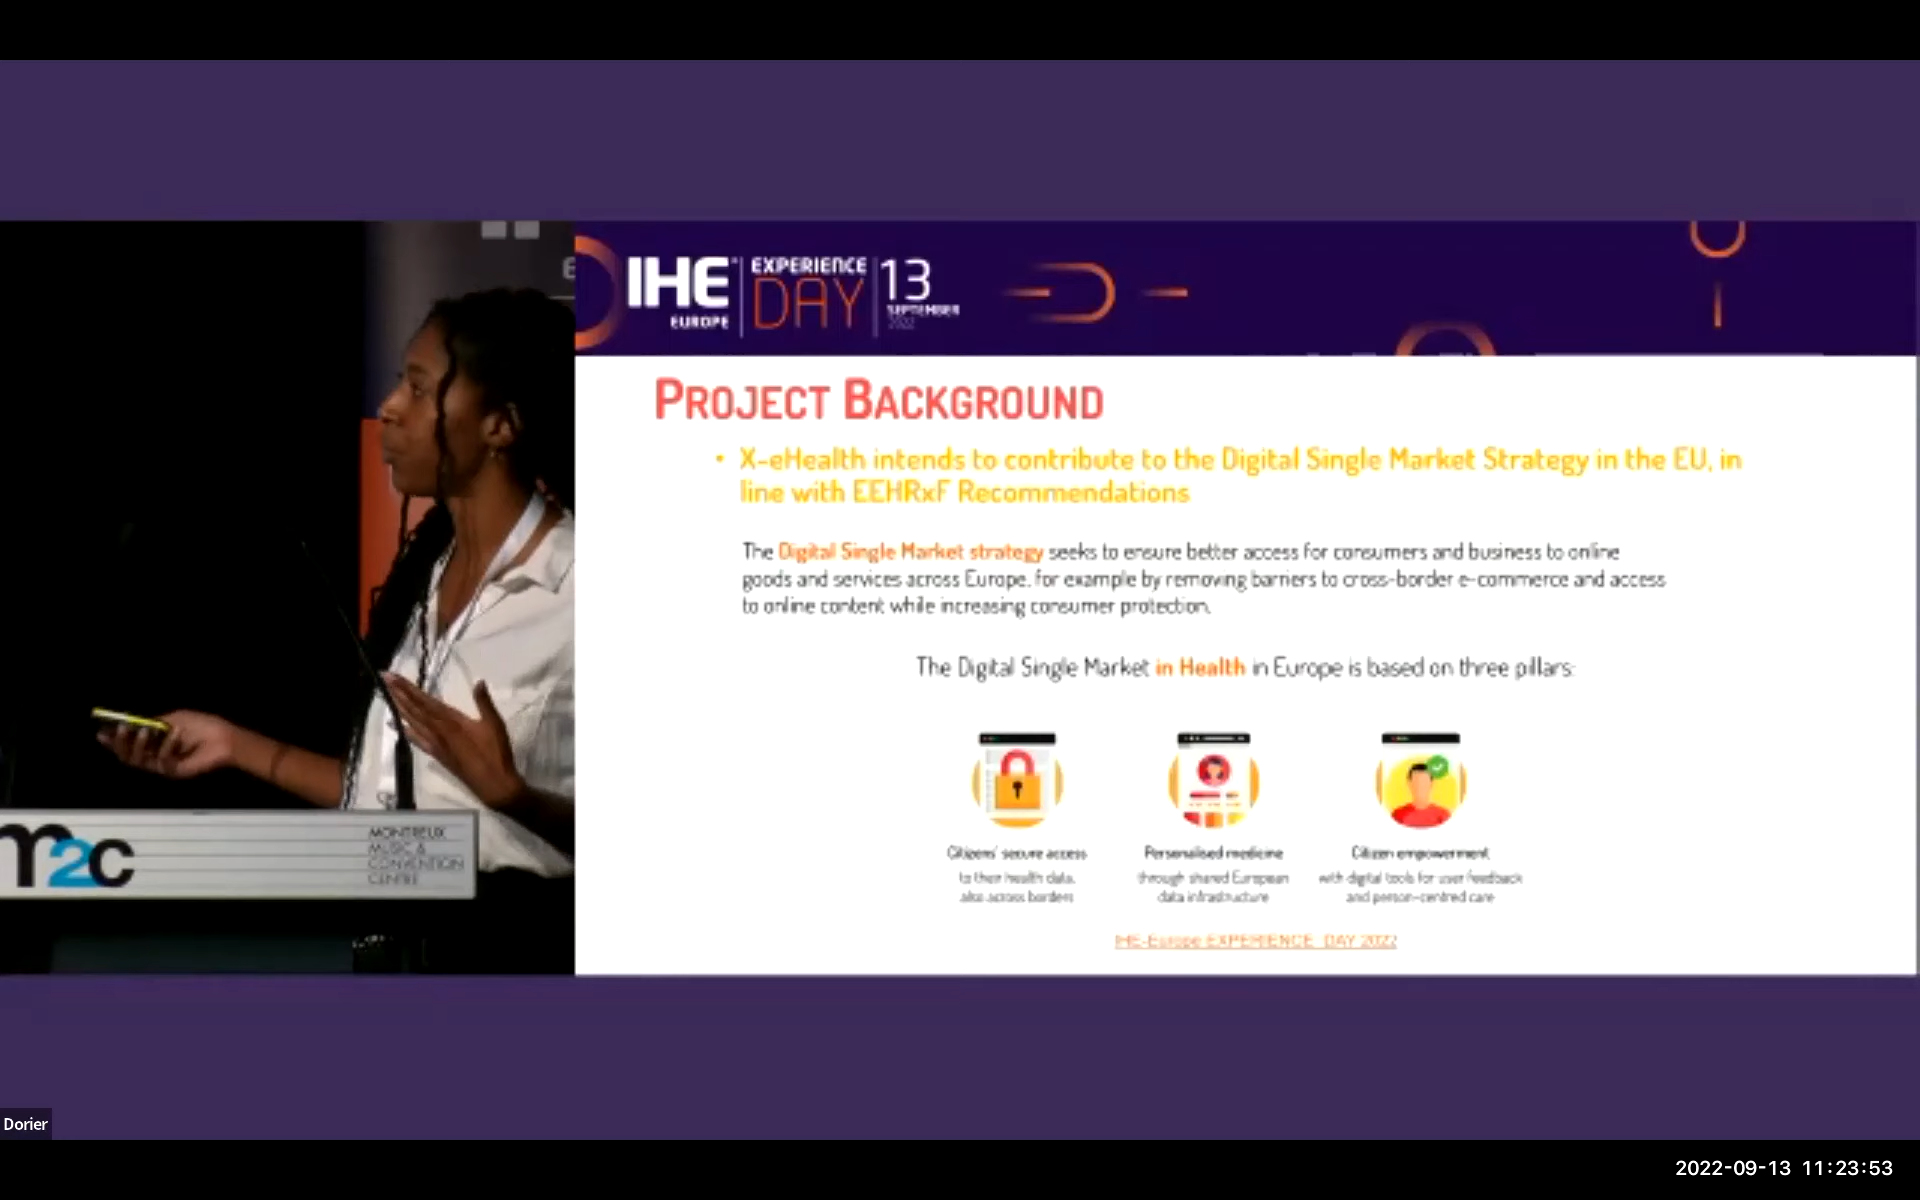 IHE
EUROPE
EXPERIENCE
DAY
13
SEPTEMBER
2022
PROJECT BACKGROUND
• X-eHealth intends to contribute to the Digital Single Market Strategy in the EU, in
line with EEHRxF Recommendations
The Digital Single Market strategy seeks to ensure better access for consumers and business to online
goods and services across Europe, for example by removing barriers to cross-border e-commerce and access
to online content while increasing consumer protection.
The Digital Single Market in Health in Europe is based on three pillars:
Citizens' secure access
to their health data,
also across borders
Personalised medicine
through shared European
data infrastructure
Citizen empowerment
with digital tools for user feedback
and person-centred care
IHE-Europe EXPERIENCE DAY 2022
m2c
MONTREUX
MUSIC &
CONVENTION
CENTRE
Dorier
2022-09-13 11:23:53